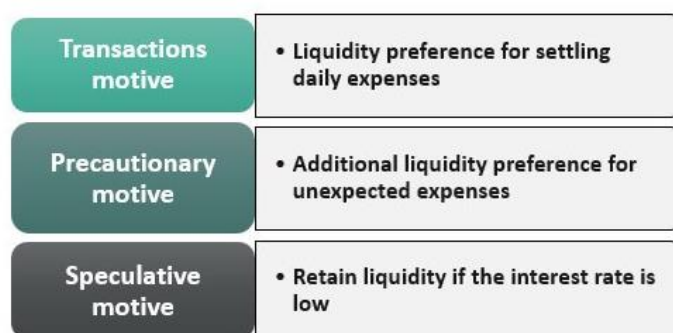 Transactions
motive
• Liquidity preference for settling
daily expenses
Precautionary
motive
• Additional liquidity preference for
unexpected expenses
Speculative
motive
• Retain liquidity if the interest rate is
low